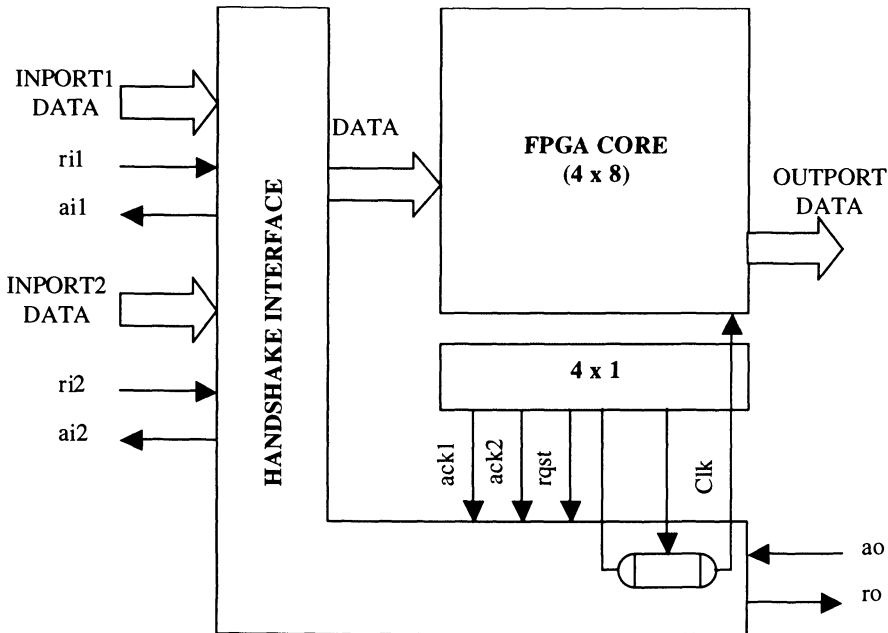 INPORT1
DATA
ri1
ai1
INPORT2
DATA
ri2
ai2
HANDSHAKE INTERFACE
DATA
FPGA CORE
(4 x 8)
OUTPORT
DATA
4 x 1
ack1
ack2
rqst
Clk
ao
ro